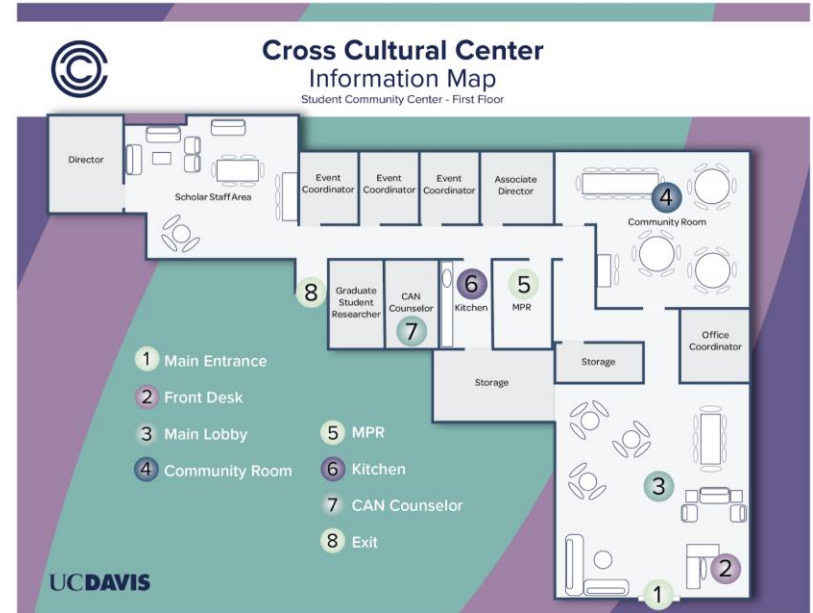 Cross Cultural Center
Information Map
Student Community Center - First Floor
Director
Scholar Staff Area
Event
Coordinator
Event
Coordinator
Event
Coordinator
Associate
Director
4
Community Room
8
Graduate
Student
Researcher
CAN
Counselor
7
6
Kitchen
5
MPR
Office
Coordinator
Storage
Storage
3
2
1
1 Main Entrance
2 Front Desk
3 Main Lobby
4 Community Room
5 MPR
6 Kitchen
7 CAN Counselor
8 Exit
UCDAVIS